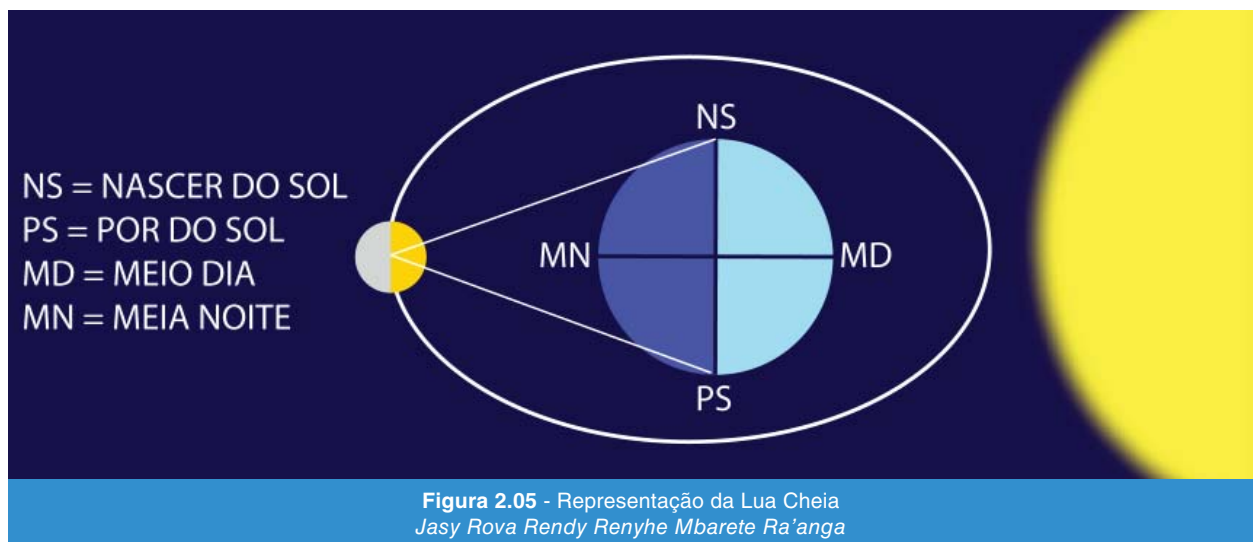 NS
NS = NASCER DO SOL
PS = POR DO SOL
MD = MEIO DIA
MN = MEIA NOITE
MN
MD
PS
Figura 2.05 - Representação da Lua Cheia
Jasy Rova Rendy Renyhe Mbarete Ra'anga